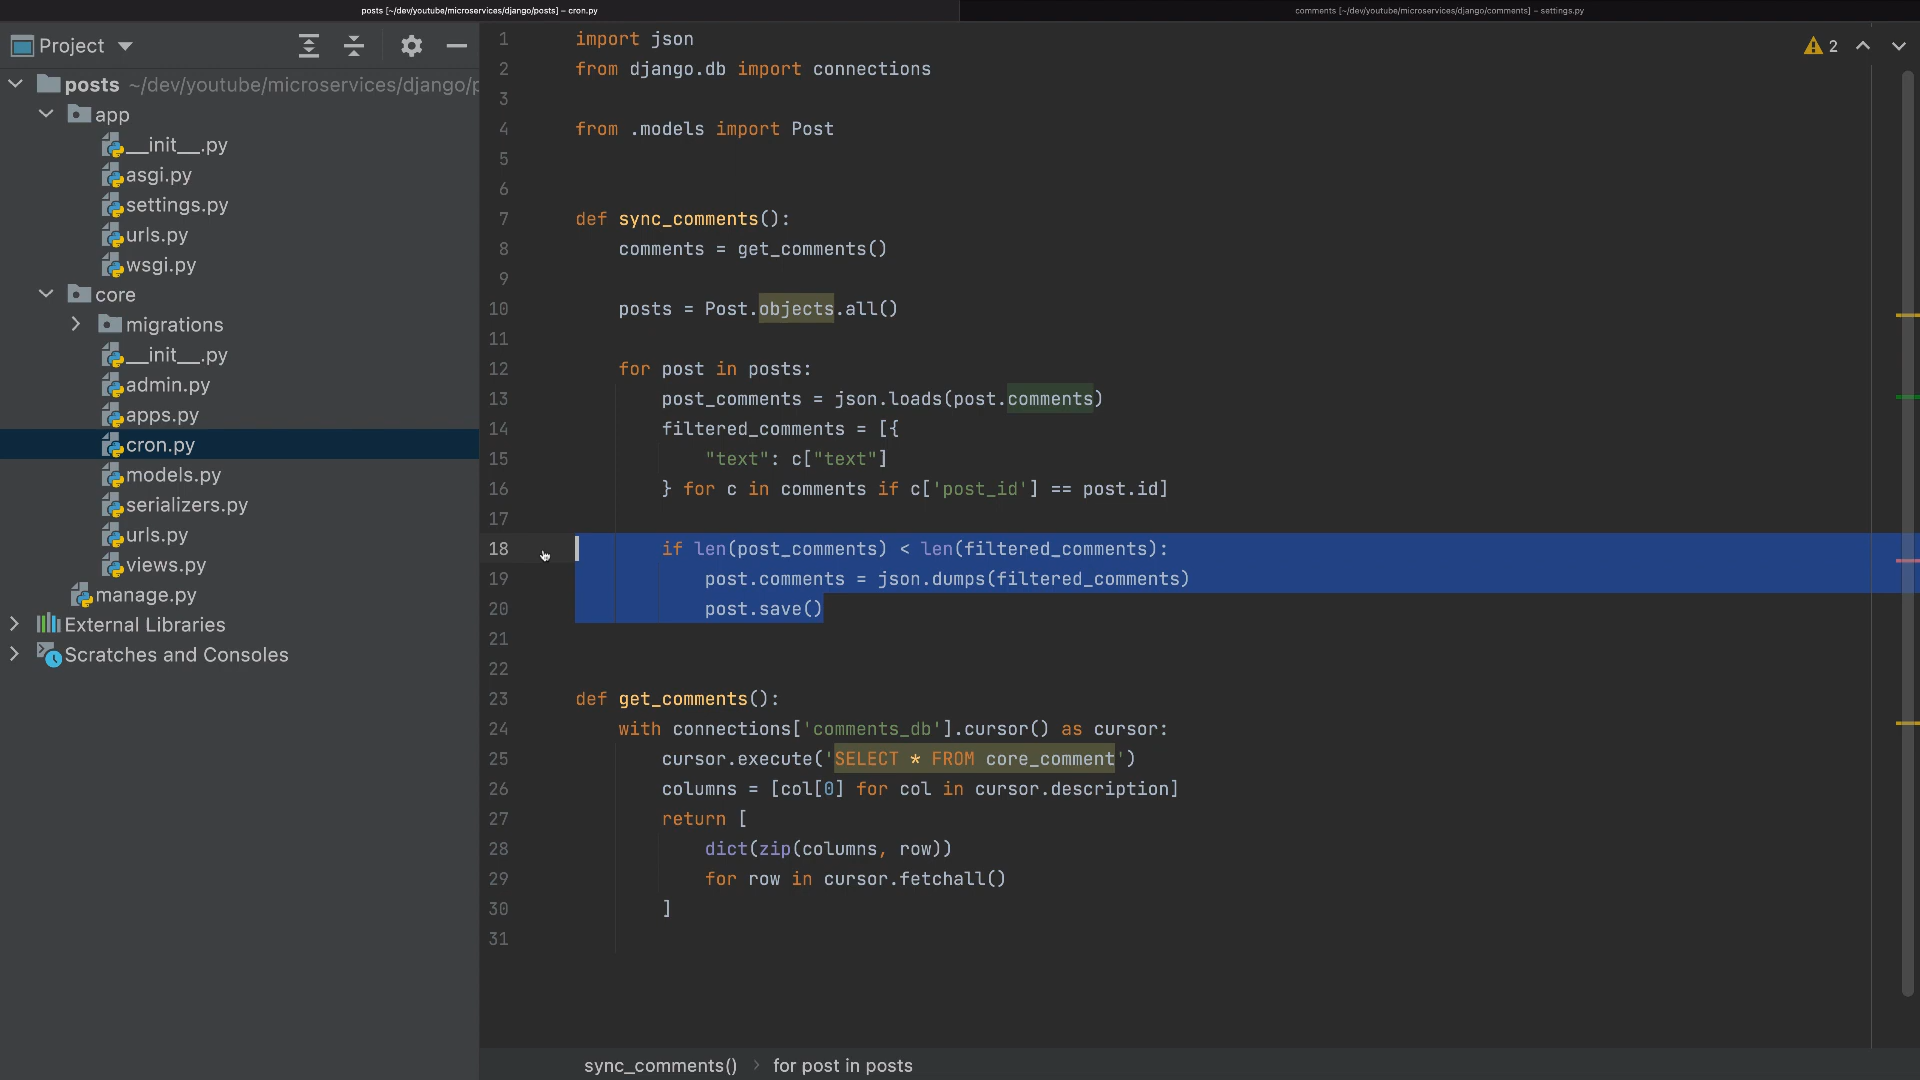 posts [~/dev/youtube/microservices/django/posts] – cron.py
comments [~/dev/youtube/microservices/django/comments] – settings.py
Project
posts ~/dev/youtube/microservices/django/p
app
__init__.py
asgi.py
settings.py
urls.py
wsgi.py
core
migrations
__init__.py
admin.py
apps.py
cron.py
models.py
serializers.py
urls.py
views.py
manage.py
External Libraries
Scratches and Consoles
2
1 import json
2 from django.db import connections
3
4 from .models import Post
5
6
7 def sync_comments():
8     comments = get_comments()
9
10     posts = Post.objects.all()
11
12     for post in posts:
13         post_comments = json.loads(post.comments)
14         filtered_comments = [{
15             "text": c["text"]
16         } for c in comments if c['post_id'] == post.id]
17
18         if len(post_comments) < len(filtered_comments):
19             post.comments = json.dumps(filtered_comments)
20             post.save()
21
22
23 def get_comments():
24     with connections['comments_db'].cursor() as cursor:
25         cursor.execute('SELECT * FROM core_comment')
26         columns = [col[0] for col in cursor.description]
27         return [
28             dict(zip(columns, row))
29             for row in cursor.fetchall()
30         ]
31
sync_comments() › for post in posts